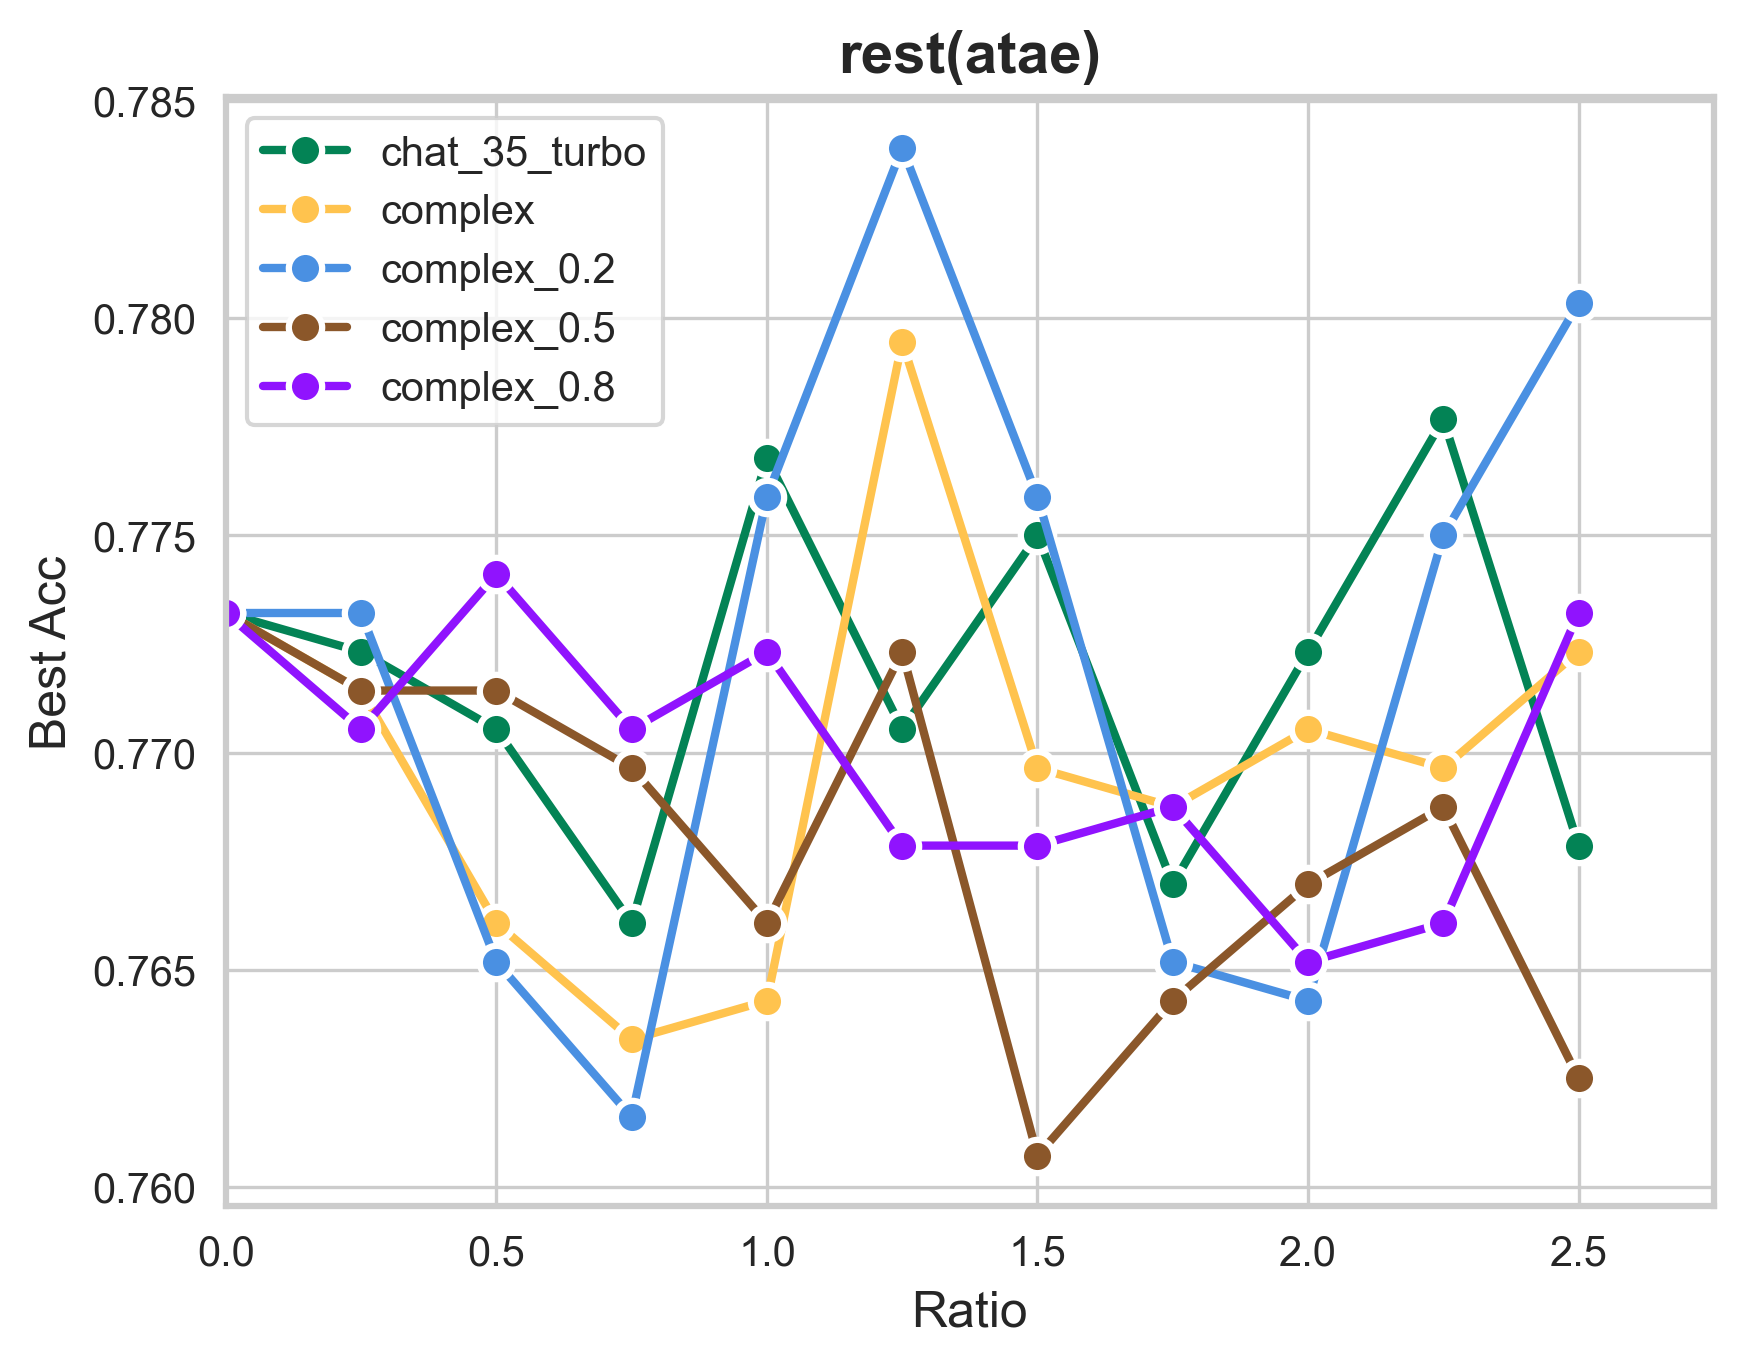 rest(atae)
0.785
0.780
0.775
0.770
0.765
0.760
Best Acc
chat_35_turbo
complex
complex_0.2
complex_0.5
complex_0.8
0.0 0.5 1.0 1.5 2.0 2.5
Ratio